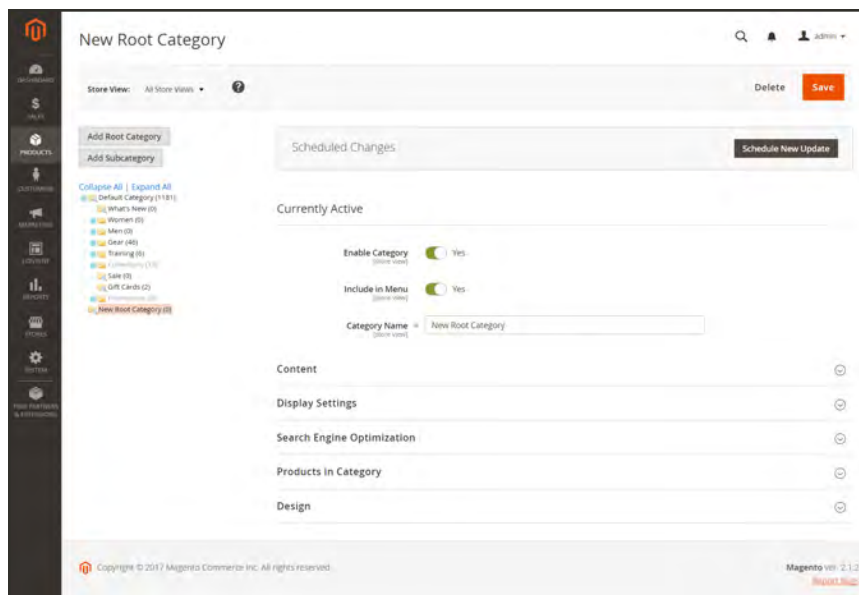 New Root Category
admin
DASHBOARD
SALES
PRODUCTS
CUSTOMERS
MARKETING
CONTENT
REPORTS
STORES
SYSTEM
FIND PARTNERS
& EXTENSIONS
Store View: All Store Views
Delete
Save
Add Root Category
Add Subcategory
Collapse All | Expand All
Default Category (1181)
What's New (0)
Women (0)
Men (0)
Gear (46)
Training (6)
Sale (0)
Gift Cards (2)
New Root Category (0)
Scheduled Changes
Schedule New Update
Currently Active
Enable Category
[store view]
Yes
Include in Menu
[store view]
Yes
Category Name *
[store view]
New Root Category
Content
Display Settings
Search Engine Optimization
Products in Category
Design
Copyright © 2017 Magento Commerce Inc. All rights reserved.
Magento ver. 2.1.2
Report Bugs